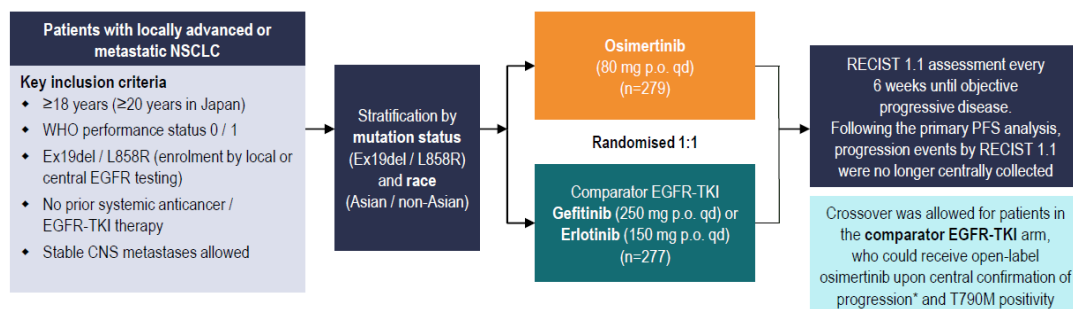 Patients with locally advanced or
metastatic NSCLC
Key inclusion criteria
◆ ≥18 years (≥20 years in Japan)
◆ WHO performance status 0 / 1
◆ Ex19del / L858R (enrolment by local or
central EGFR testing)
◆ No prior systemic anticancer /
EGFR-TKI therapy
◆ Stable CNS metastases allowed
Stratification by
mutation status
(Ex19del / L858R)
and race
(Asian / non-Asian)
Osimertinib
(80 mg p.o. qd)
(n=279)
Randomised 1:1
Comparator EGFR-TKI
Gefitinib (250 mg p.o. qd) or
Erlotinib (150 mg p.o. qd)
(n=277)
RECIST 1.1 assessment every
6 weeks until objective
progressive disease.
Following the primary PFS analysis,
progression events by RECIST 1.1
were no longer centrally collected
Crossover was allowed for patients in
the comparator EGFR-TKI arm,
who could receive open-label
osimertinib upon central confirmation of
progression* and T790M positivity